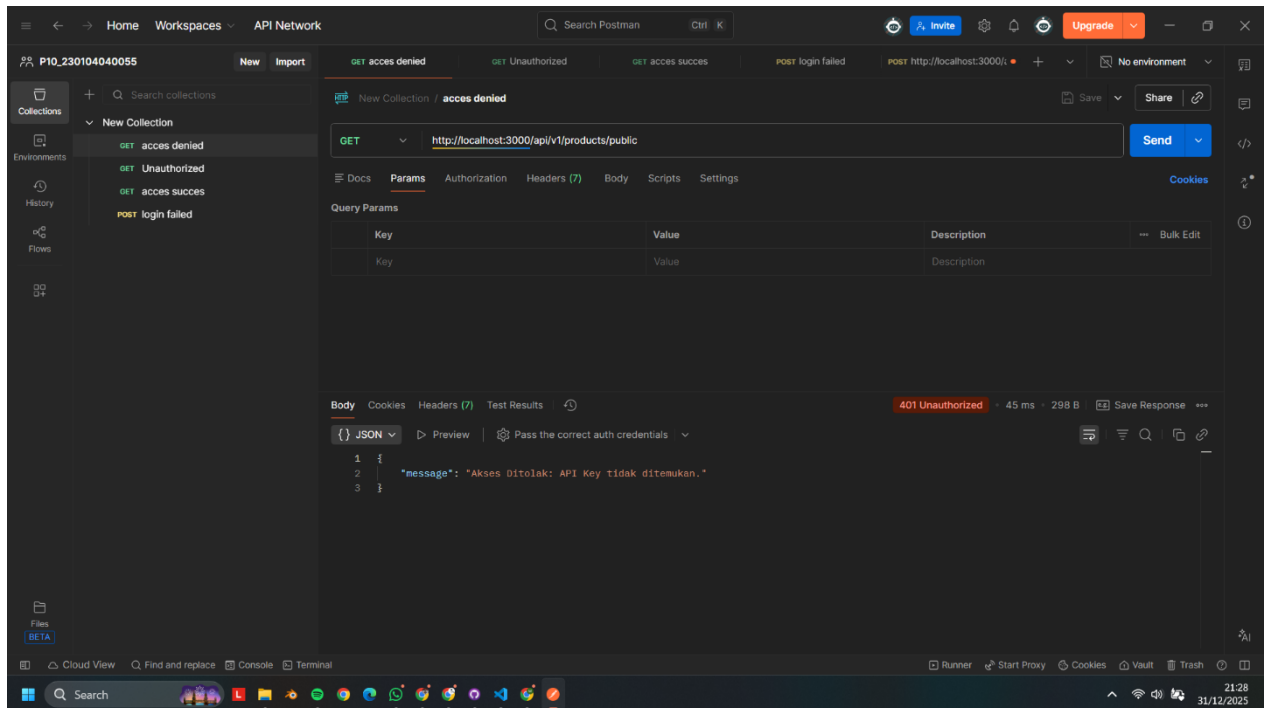 Home Workspaces API Network Search Postman Ctrl K Invite Upgrade
P10_230104040055 New Import GET acces denied GET Unauthorized GET acces succes POST login failed POST http://localhost:3000/ No environment
Collections
Search collections
New Collection / acces denied Save Share
New Collection
GET acces denied
GET Unauthorized
GET acces succes
POST login failed
Environments
History
Flows
GET http://localhost:3000/api/v1/products/public Send
Docs Params Authorization Headers (7) Body Scripts Settings Cookies
Query Params
Key Value Description Bulk Edit
Key Value Description
Body Cookies Headers (7) Test Results 401 Unauthorized 45 ms 298 B Save Response
{} JSON Preview Pass the correct auth credentials
1 {
2 "message": "Akses Ditolak: API Key tidak ditemukan."
3 }
Files
BETA
AI
Cloud View Find and replace Console Terminal Runner Start Proxy Cookies Vault Trash
Search
21:28
31/12/2025